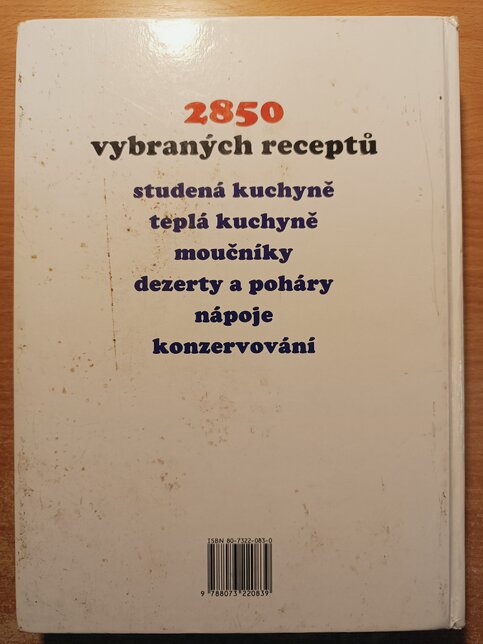 2850
vybraných receptů
studená kuchyně
teplá kuchyně
moučníky
dezerty a poháry
nápoje
konzervování
ISBN 80-7322-083-0
9 788073 220839